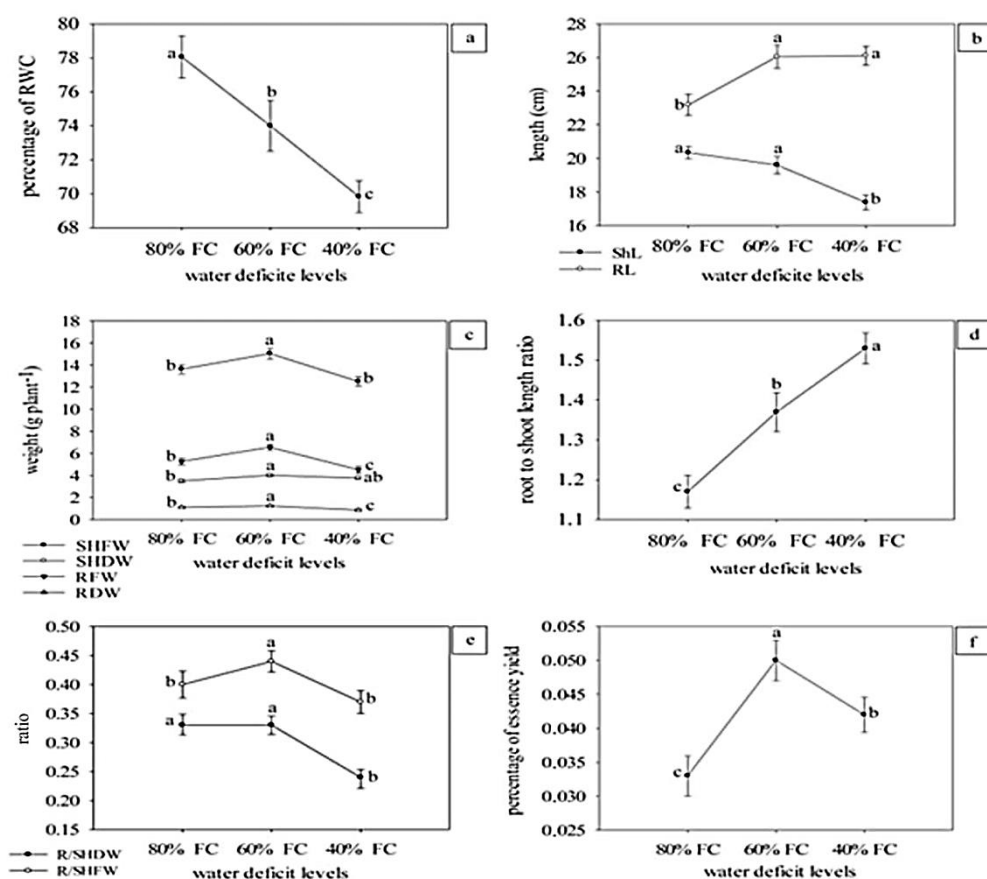 80
78
76
74
72
70
68
percentage of RWC
a
b
c
a
80% FC 60% FC 40% FC
water deficite levels
28
26
24
22
20
18
16
length (cm)
a
a
b
a
a
b
b
80% FC 60% FC 40% FC
ShL
RL
water deficite levels
18
16
14
12
10
8
6
4
2
0
weight (g plant-1)
c
b
a
b
b
a
c
b
a
ab
b
a
c
80% FC 60% FC 40% FC
SHFW
SHDW
RFW
RDW
water deficit levels
1.6
1.5
1.4
1.3
1.2
1.1
root to shoot length ratio
d
c
b
a
80% FC 60% FC 40% FC
water deficit levels
0.50
0.45
0.40
0.35
0.30
0.25
0.20
0.15
ratio
e
b
a
b
a
a
b
80% FC 60% FC 40% FC
R/SHDW
R/SHFW
water deficit levels
0.055
0.050
0.045
0.040
0.035
0.030
0.025
percentage of essence yield
f
c
a
b
80% FC 60% FC 40% FC
water deficit levels